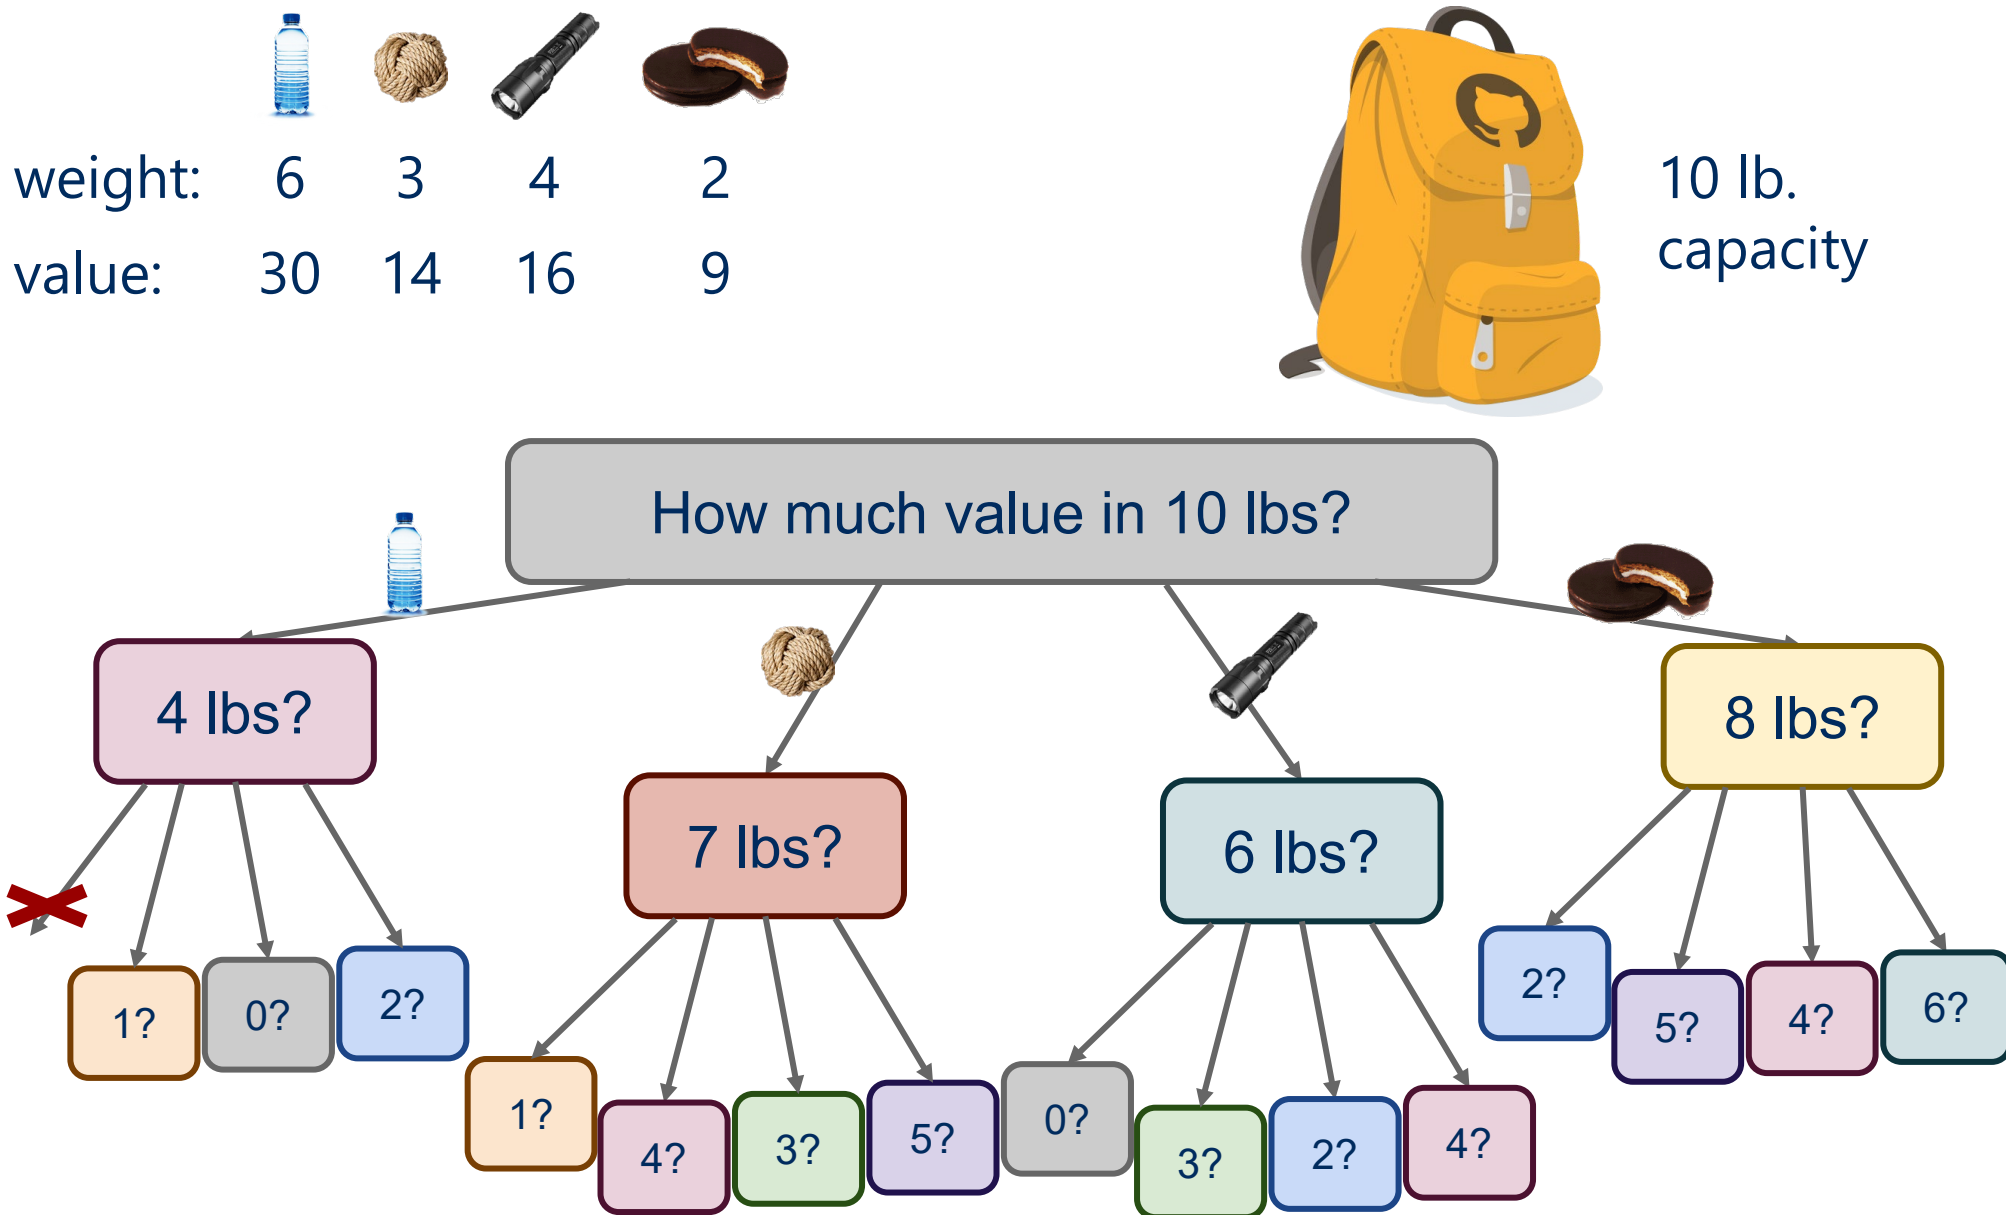 weight: 6 3 4 2
value: 30 14 16 9
10 lb.
capacity
How much value in 10 lbs?
4 lbs?
7 lbs?
6 lbs?
8 lbs?
1? 0? 2?
1? 4? 3? 5?
0? 3? 2? 4?
2? 5? 4? 6?